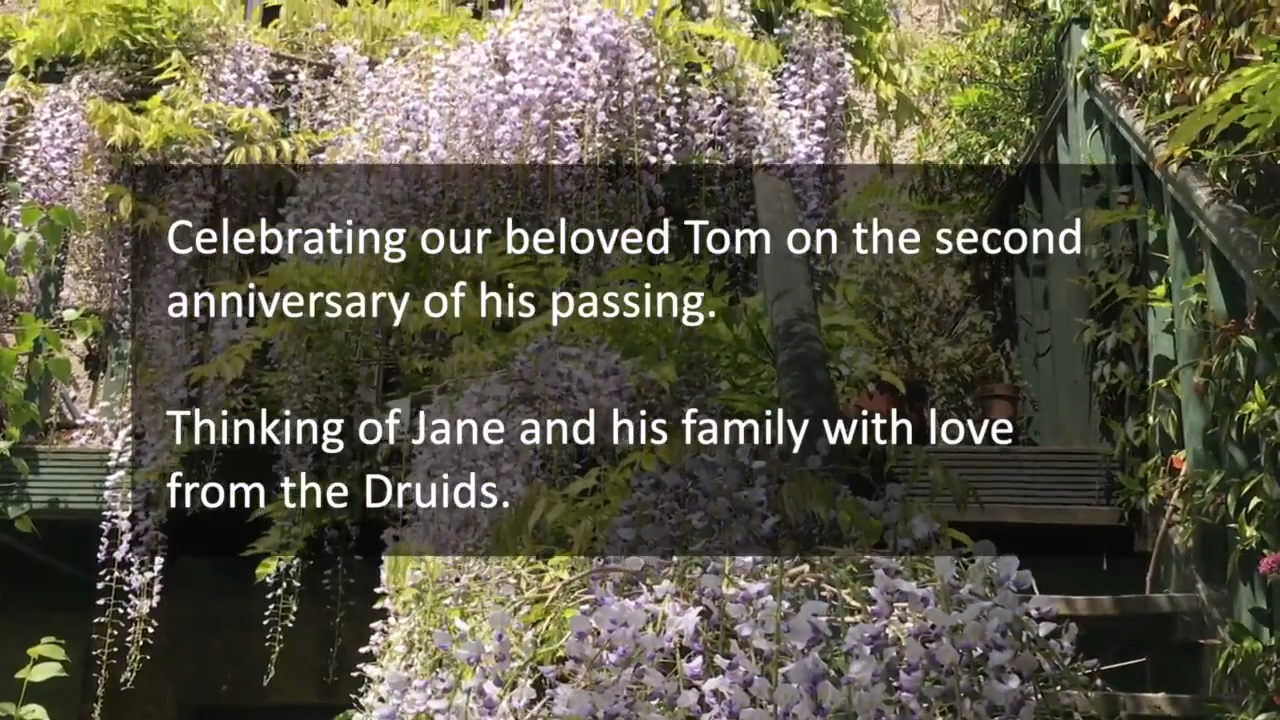 Celebrating our beloved Tom on the second
anniversary of his passing.
Thinking of Jane and his family with love
from the Druids.